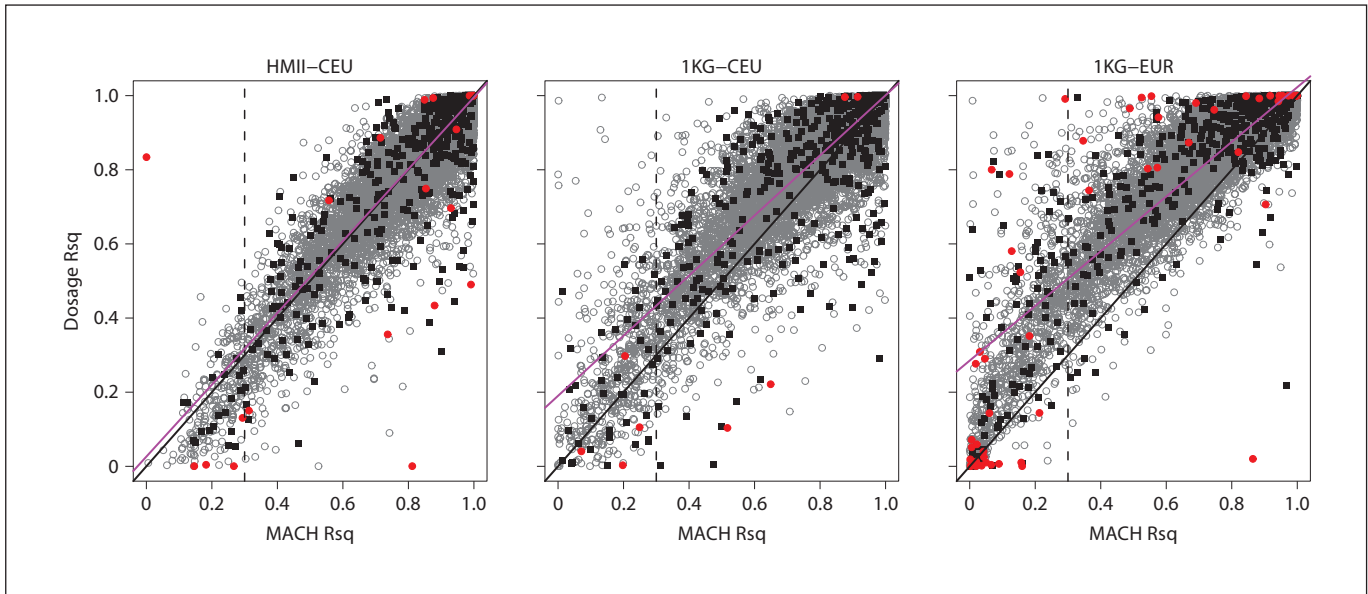 HMII–CEU
1KG–CEU
1KG–EUR
Dosage Rsq
1.0
0.8
0.6
0.4
0.2
0
0 0.2 0.4 0.6 0.8 1.0
0 0.2 0.4 0.6 0.8 1.0
0 0.2 0.4 0.6 0.8 1.0
MACH Rsq
MACH Rsq
MACH Rsq